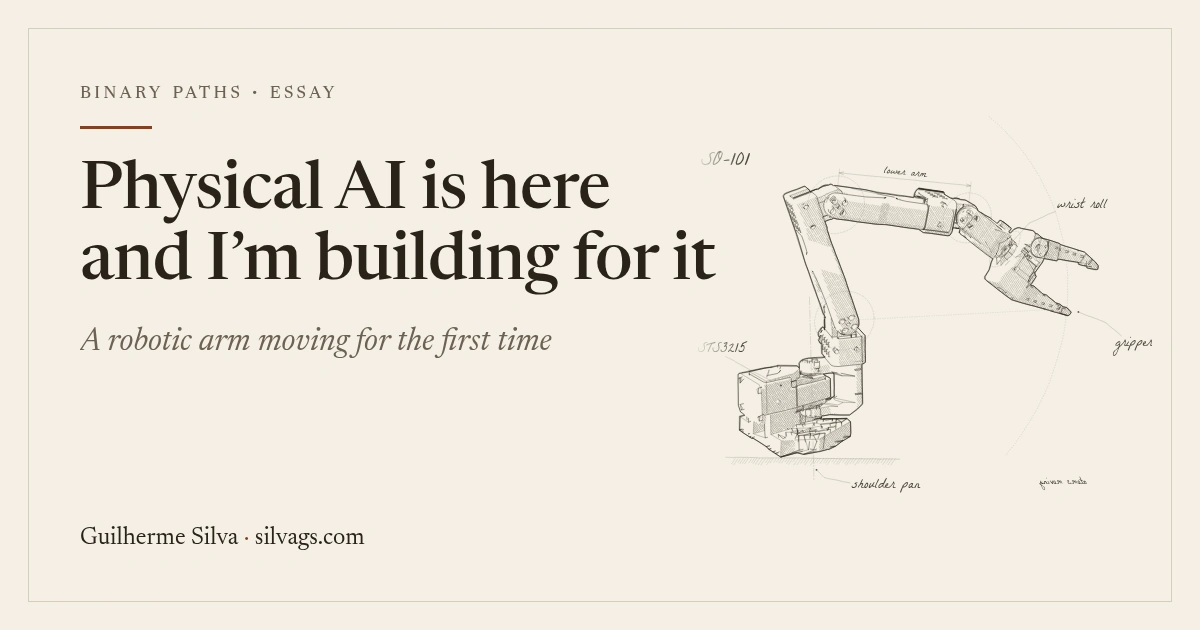 BINARY PATHS · ESSAY
Physical AI is here
and I’m building for it
A robotic arm moving for the first time
SO-101
lower arm
wrist roll
STS3215
gripper
shoulder pan
Guilherme Silva · silvags.com